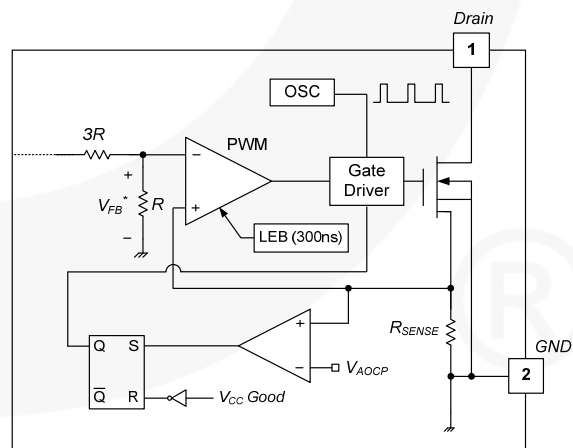 Drain
1
OSC
3R
PWM
−
+
V_FB*
R
−
+
Gate
Driver
LEB (300ns)
R_SENSE
GND
2
+
−
V_AOCP
Q
S
Q̅
R
V_CC Good
®